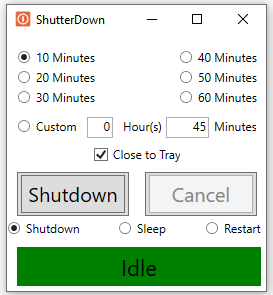 ShutterDown
10 Minutes 40 Minutes
20 Minutes 50 Minutes
30 Minutes 60 Minutes
Custom 0 Hour(s) 45 Minutes
Close to Tray
Shutdown Cancel
Shutdown Sleep Restart
Idle